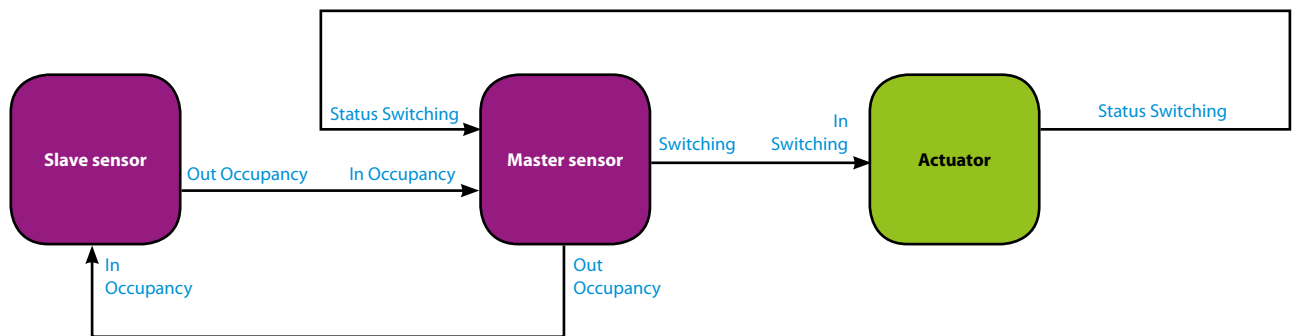 Status Switching
Status Switching
In
Switching
Switching
Slave sensor
Master sensor
Actuator
Out Occupancy
In Occupancy
In
Occupancy
Out
Occupancy